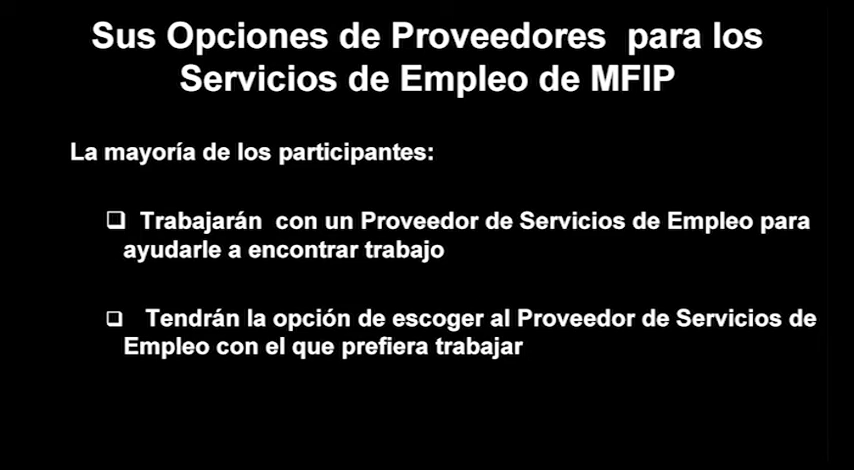 Sus Opciones de Proveedores para los
Servicios de Empleo de MFIP
La mayoría de los participantes:
❑ Trabajarán con un Proveedor de Servicios de Empleo para
ayudarle a encontrar trabajo
❑ Tendrán la opción de escoger al Proveedor de Servicios de
Empleo con el que prefiera trabajar